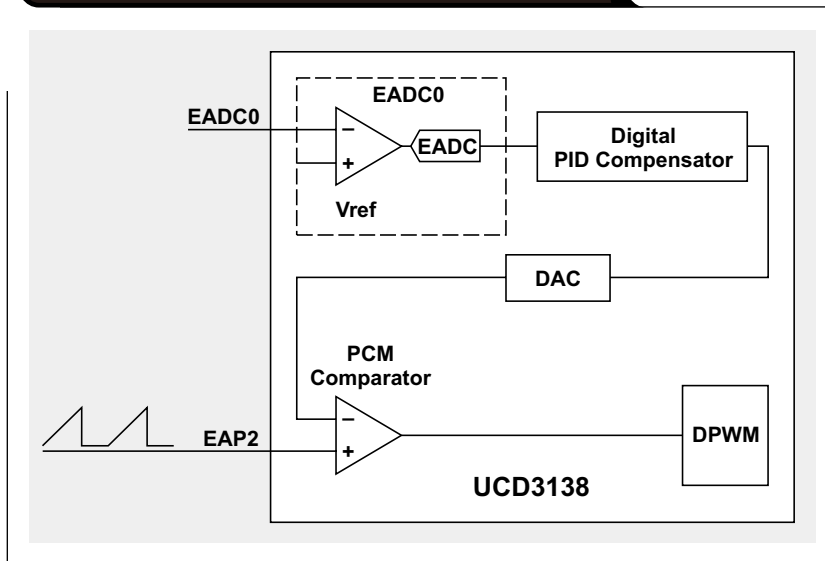 EADC0
EADC0
−
+
EADC
Vref
Digital
PID Compensator
DAC
PCM
Comparator
−
+
EAP2
DPWM
UCD3138